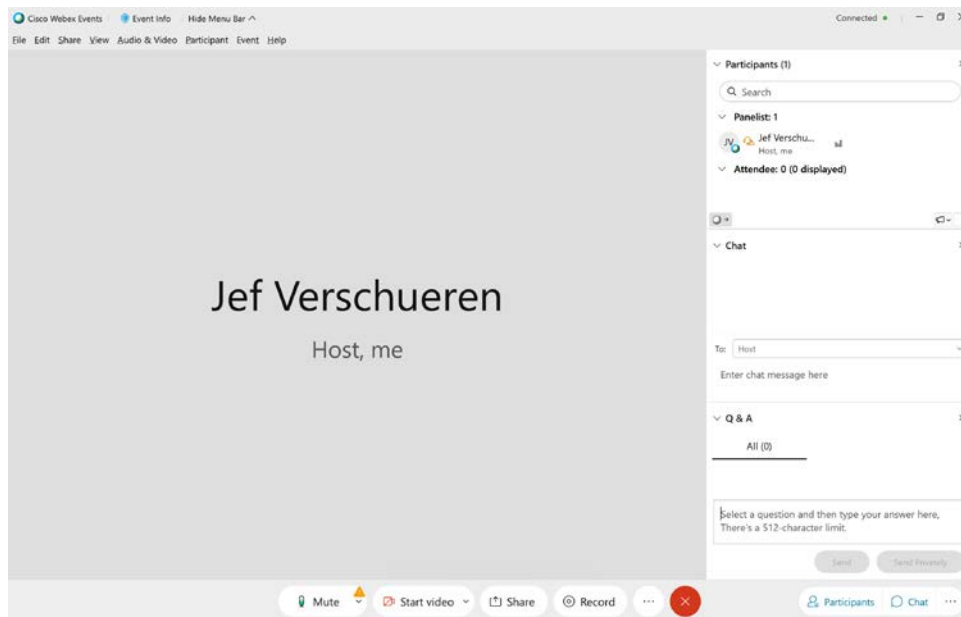 Cisco Webex Events Event Info Hide Menu Bar Connected
File Edit Share View Audio & Video Participant Event Help
Participants (1)
Search
Panelist: 1
JV Jef Verschu...
Host, me
Attendee: 0 (0 displayed)
Chat
Jef Verschueren
Host, me
To: Host
Enter chat message here
Q & A
All (0)
Select a question and then type your answer here,
There's a 512-character limit.
Send Send Privately
Mute Start video Share Record Participants Chat